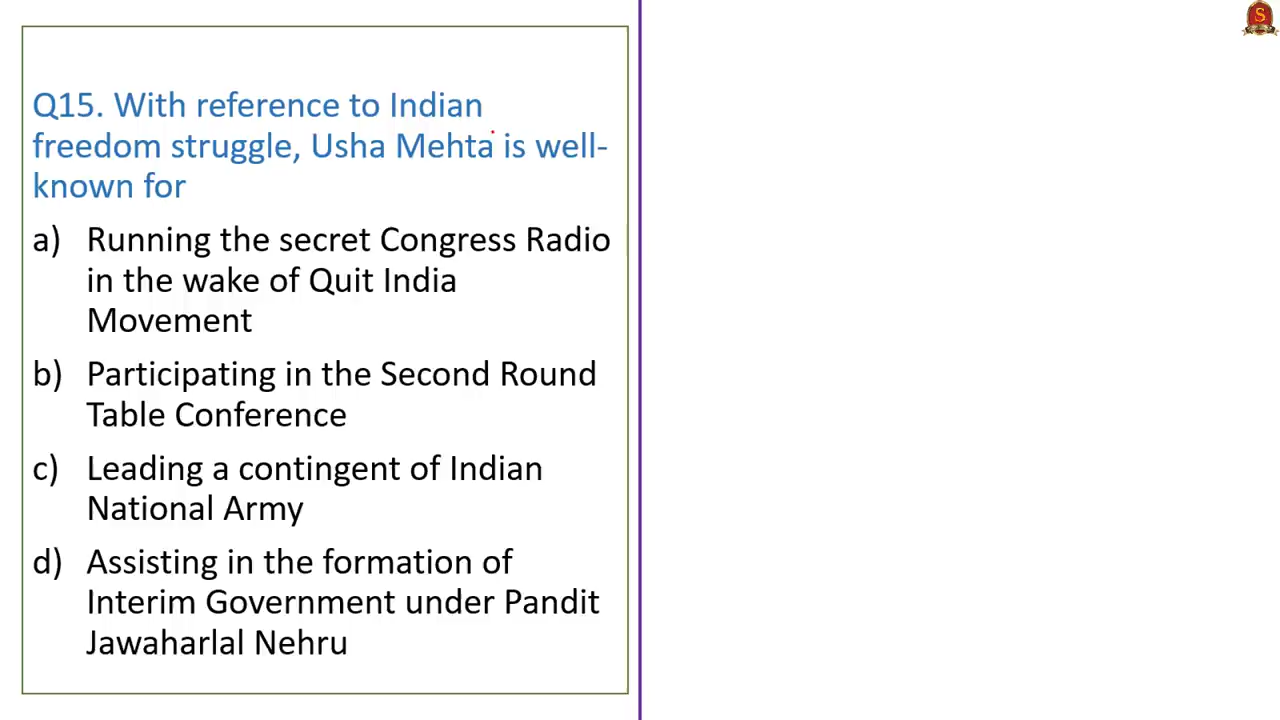 Q15. With reference to Indian
freedom struggle, Usha Mehta is well-
known for
a) Running the secret Congress Radio
in the wake of Quit India
Movement
b) Participating in the Second Round
Table Conference
c) Leading a contingent of Indian
National Army
d) Assisting in the formation of
Interim Government under Pandit
Jawaharlal Nehru
S